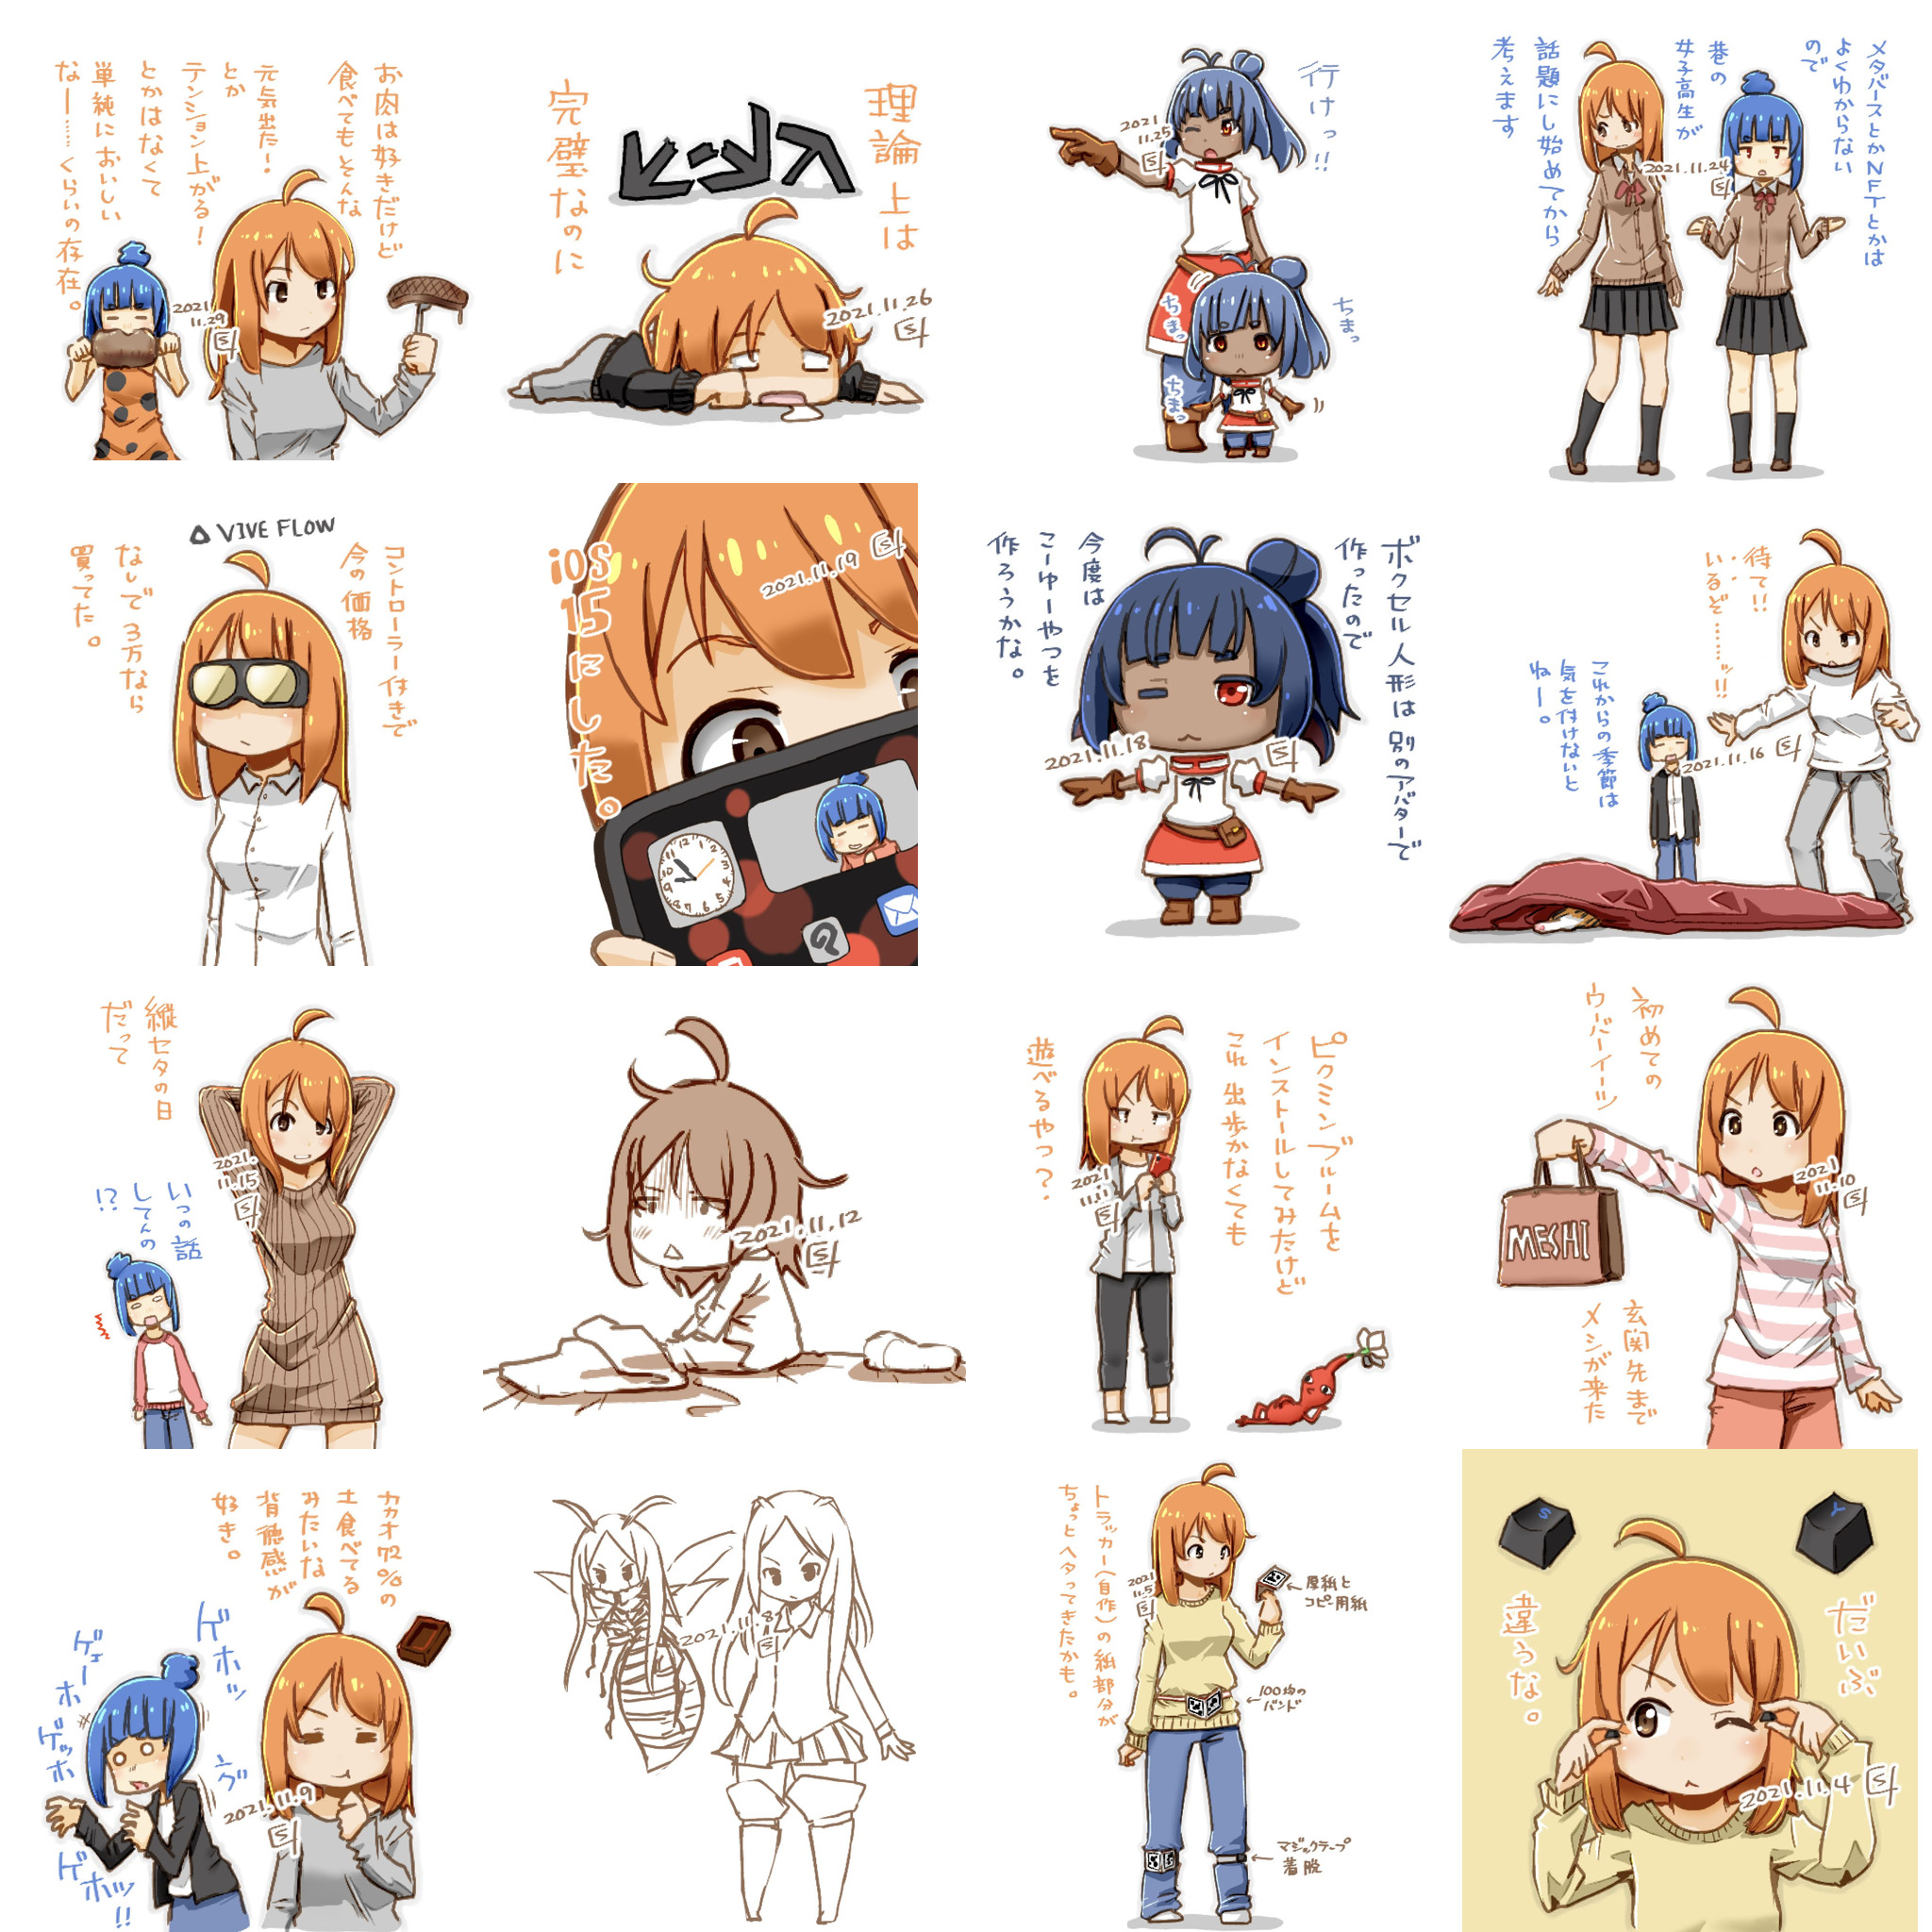 お肉は好きだけど
食べてもそんな
元気出た!
とか
テンション上がる!
とかはなくて
単純においしい
なー……くらいの存在。
2021.
11.29
理論上は
完璧なのに
2021.11.26
行けっ!!
2021
11.25
ちまっ
ちまっ
ちまっ
メタバースとかNFTとかは
よくわからない
ので
巷の
女子高生が
話題にし始めてから
考えます
2021.11.24
VIVE FLOW
コントローラー付きで
今の価格
なしで3万なら
買ってた。
iOS
15
にした。
2021.11.19
12
1
2
3
4
5
6
7
8
9
10
11
ボクセル人形は別のアバターで
作ったので
今度は
こーゆーやつを
作ろうかな。
2021.11.18
待て!!
いるぞ……ッ!!
これからの季節は
気を付けないと
ねー。
2021.11.16
縦セタの日
だって
いつの話
してんの
!?
2021.
11.15
2021.11.12
ピクミンブルームを
インストールしてみたけど
これ出歩かなくても
遊べるやつ?
2021
11.11
初めての
ウーバーイーツ
MESHI
玄関先まで
メシが来た
2021
11.10
カカオ72%の
土食べてる
みたいな
背徳感が
好き。
ゲホッ
ゲェーホ
ゲッホ
ゲホッ!!
2021.11.9
2021.11.8
トラッカー(自作)の紙部分が
ちょっとヘタってきたかも。
2021
11.5
厚紙と
コピー用紙
100均の
バンド
マジックテープ
着脱
S
Y
だいぶ
違うな。
2021.11.4